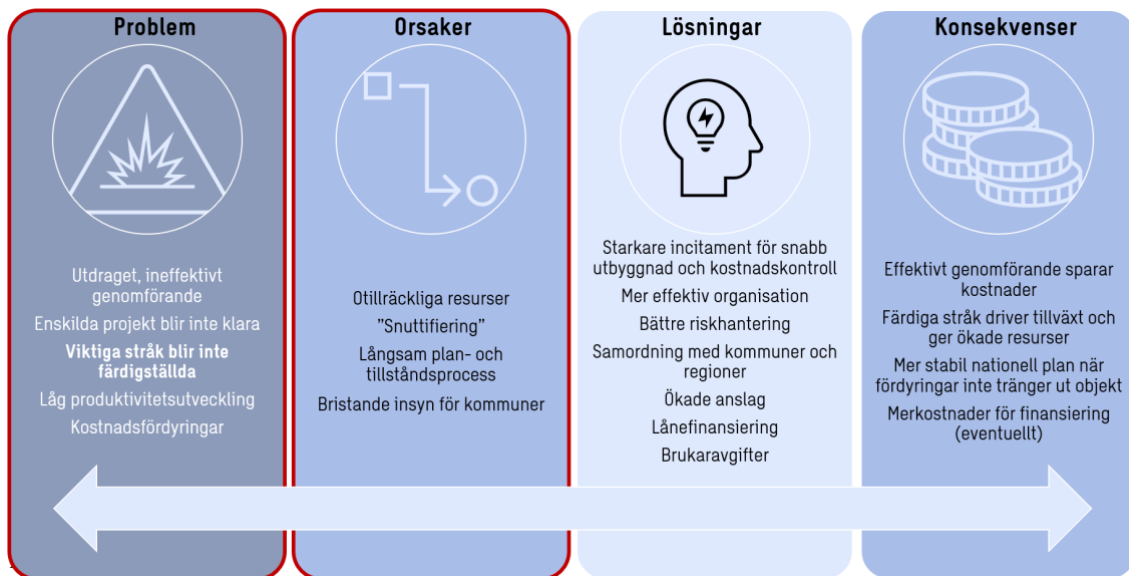 Problem
Utdraget, ineffektivt
genomförande
Enskilda projekt blir inte klara
Viktiga stråk blir inte
färdigställda
Låg produktivitetsutveckling
Kostnadsfördyringar
Orsaker
Otillräckliga resurser
”Snuttifiering”
Långsam plan- och
tillståndsprocess
Bristande insyn för kommuner
Lösningar
Starkare incitament för snabb
utbyggnad och kostnadskontroll
Mer effektiv organisation
Bättre riskhantering
Samordning med kommuner och
regioner
Ökade anslag
Lånefinansiering
Brukaravgifter
Konsekvenser
Effektivt genomförande sparar
kostnader
Färdiga stråk driver tillväxt och
ger ökade resurser
Mer stabil nationell plan när
fördyringar inte tränger ut objekt
Merkostnader för finansiering
(eventuellt)